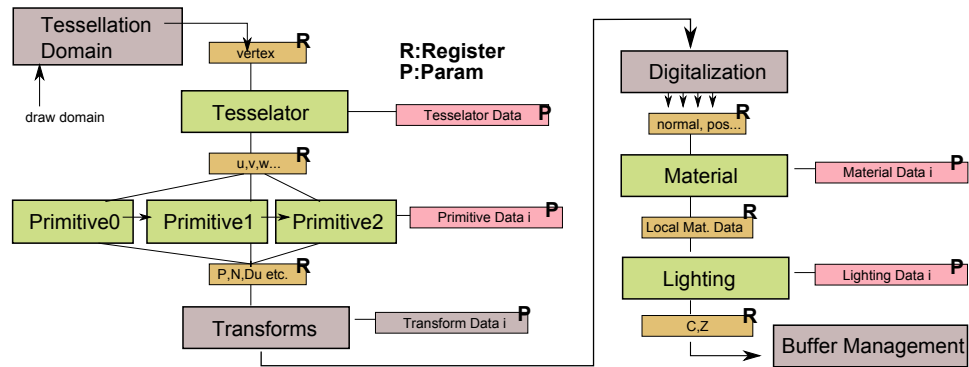 Tessellation
Domain
draw domain
vertex
R
R:Register
P:Param
Tesselator
Tesselator Data
P
u,v,w...
R
Primitive0
Primitive1
Primitive2
Primitive Data i
P
P,N,Du etc.
R
Transforms
Transform Data i
P
Digitalization
normal, pos...
R
Material
Material Data i
P
Local Mat. Data
R
Lighting
Lighting Data i
P
C,Z
R
Buffer Management